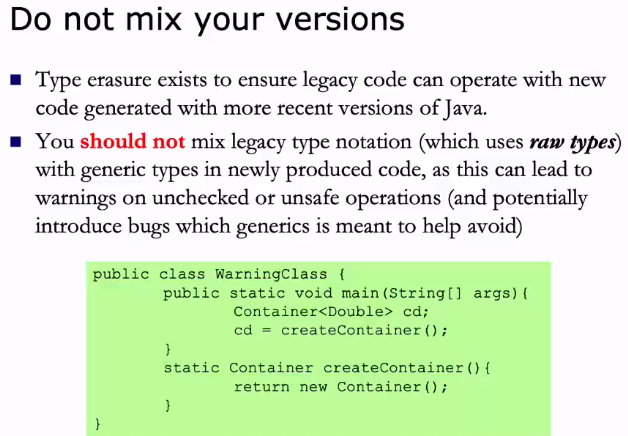 Do not mix your versions
Type erasure exists to ensure legacy code can operate with new
code generated with more recent versions of Java.
You should not mix legacy type notation (which uses raw types)
with generic types in newly produced code, as this can lead to
warnings on unchecked or unsafe operations (and potentially
introduce bugs which generics is meant to help avoid)
public class WarningClass {
public static void main(String[] args){
Container<Double> cd;
cd = createContainer();
}
static Container createContainer(){
return new Container();
}
}